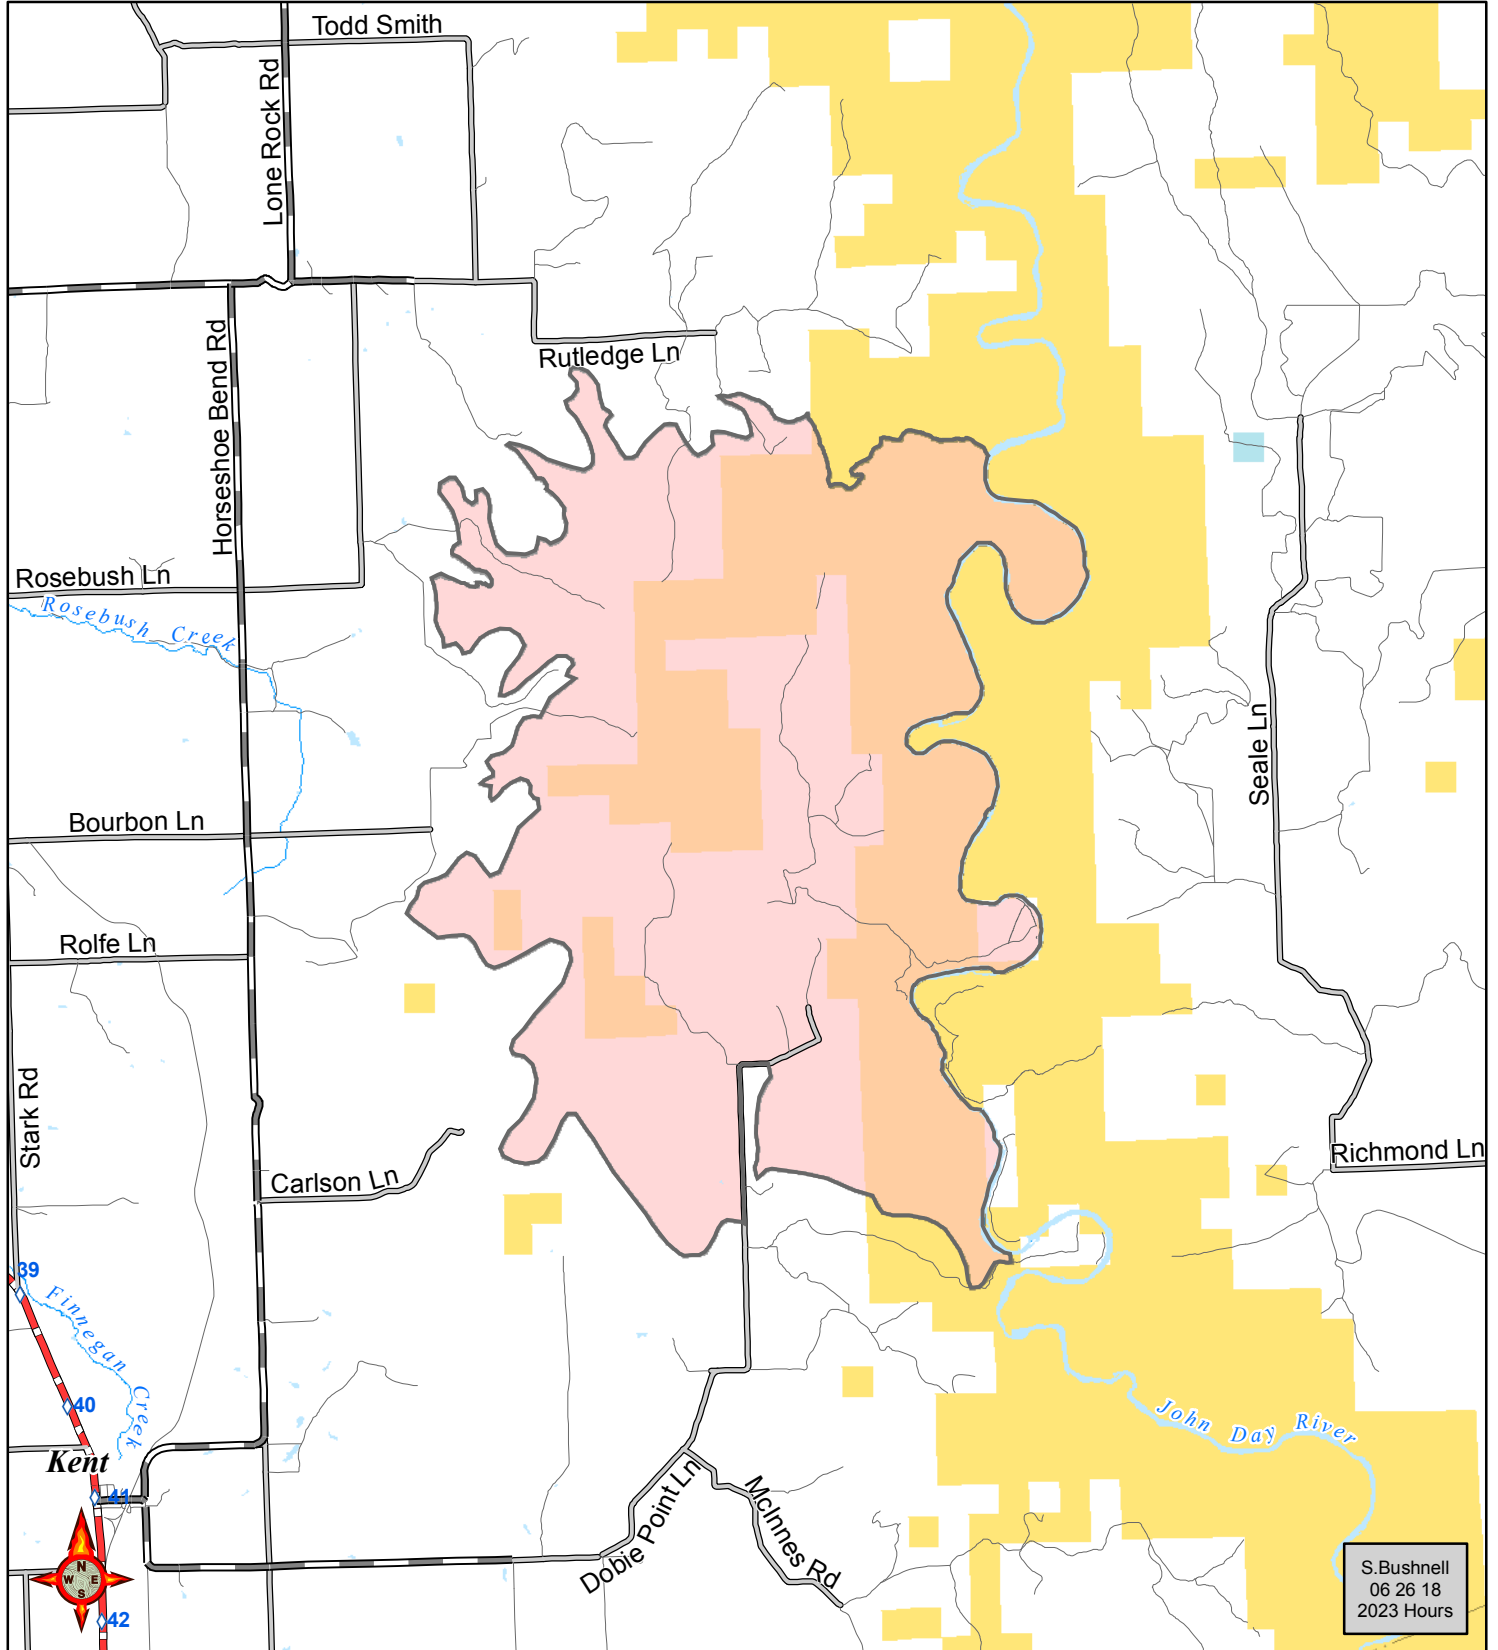 Todd Smith
Lone Rock Rd
Rutledge Ln
Horseshoe Bend Rd
Rosebush Ln
Rosebush Creek
Seale Ln
Bourbon Ln
Rolfe Ln
Stark Rd
Richmond Ln
Carlson Ln
39
Finnegan Creek
40
John Day River
Kent
41
Dobie Point Ln
McInnes Rd
N
W E
S
42
S.Bushnell
06 26 18
2023 Hours